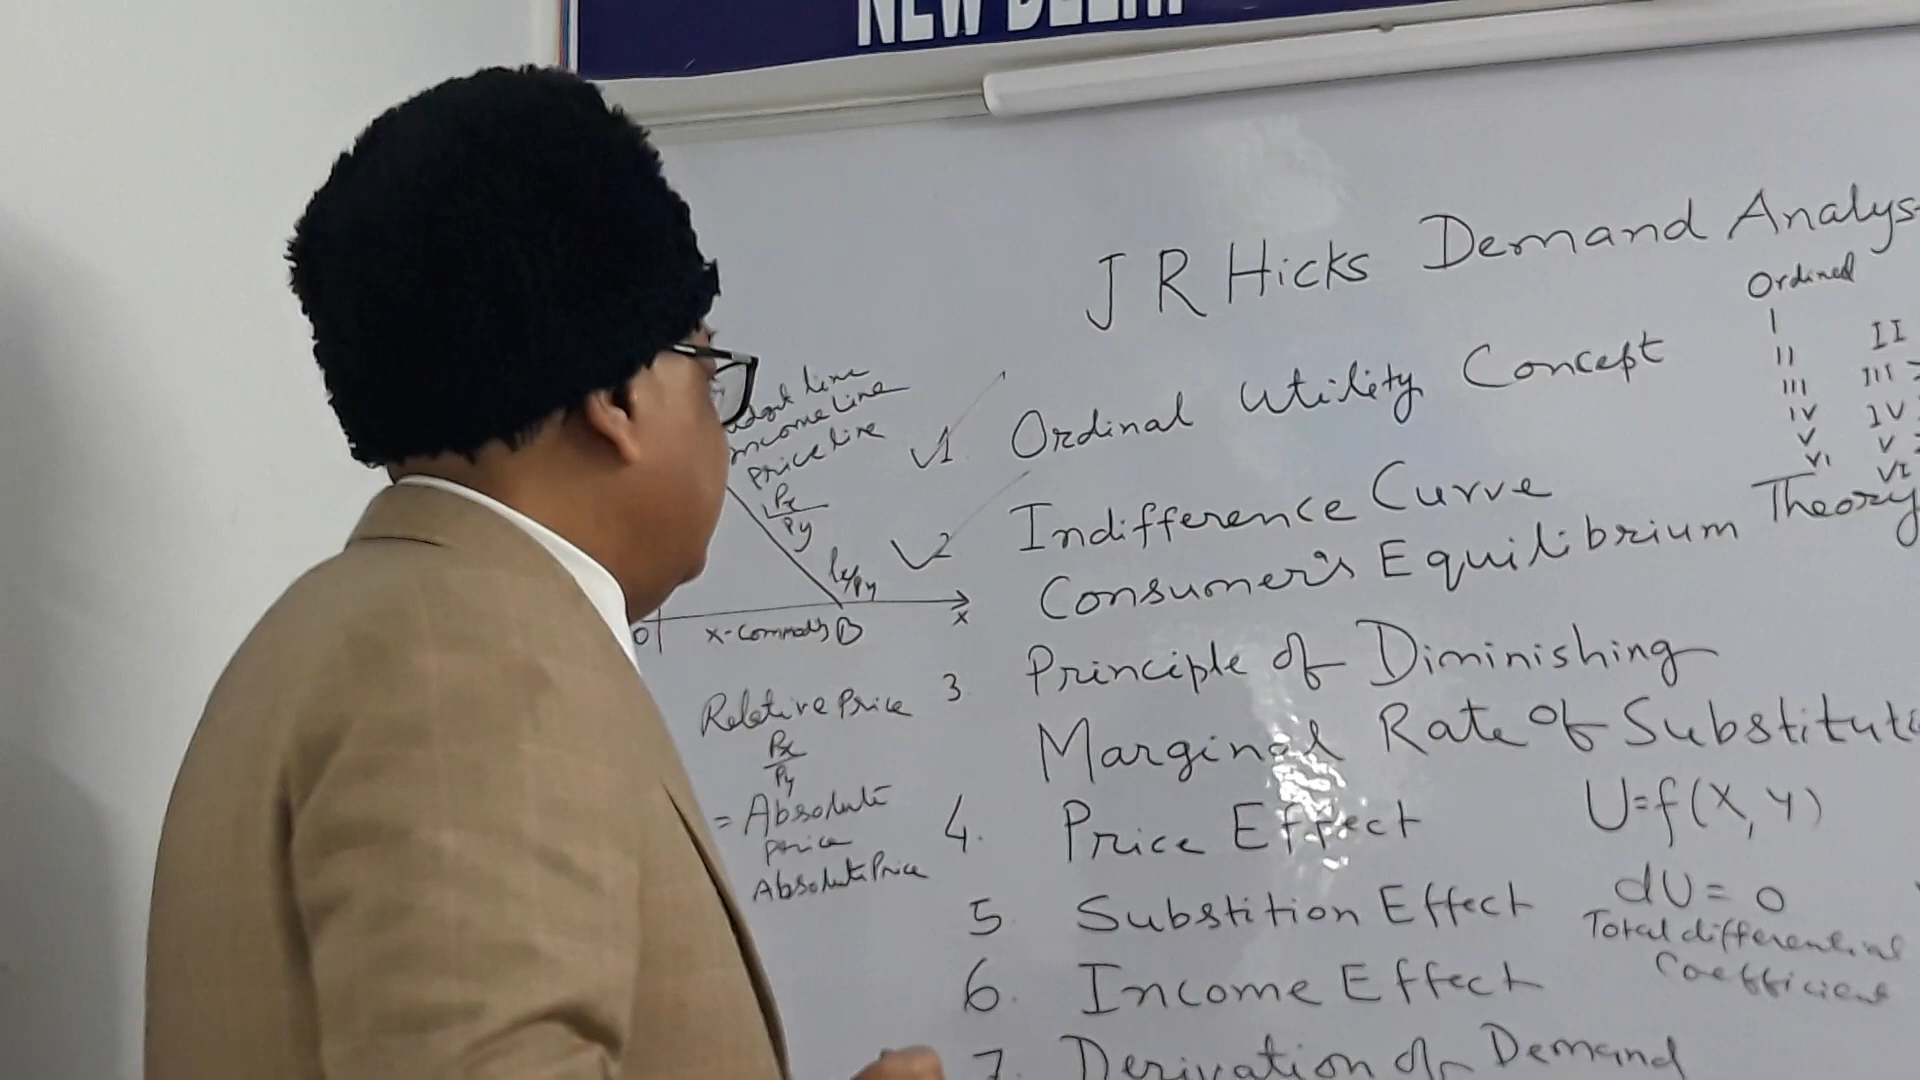 NEW DELHI
J R Hicks Demand Analys
Ordinal
I
II
III
IV
V
VI
II
III
IV
V
VI
line
Income Line
Price line
Px
Py
Px/Py
O
X-Commody B
X
√1. Ordinal Utility Concept
√2 Indifference Curve
Consumer's Equilibrium Theory
3. Principle of Diminishing
Marginal Rate of Substituti
4. Price Effect
5. Substition Effect
6. Income Effect
7. Derivation of Demand
Relative Price
Px
Py
= Absolute
Price
Absolute Price
U=f(X, Y)
dU = 0
Total differential
Coefficient